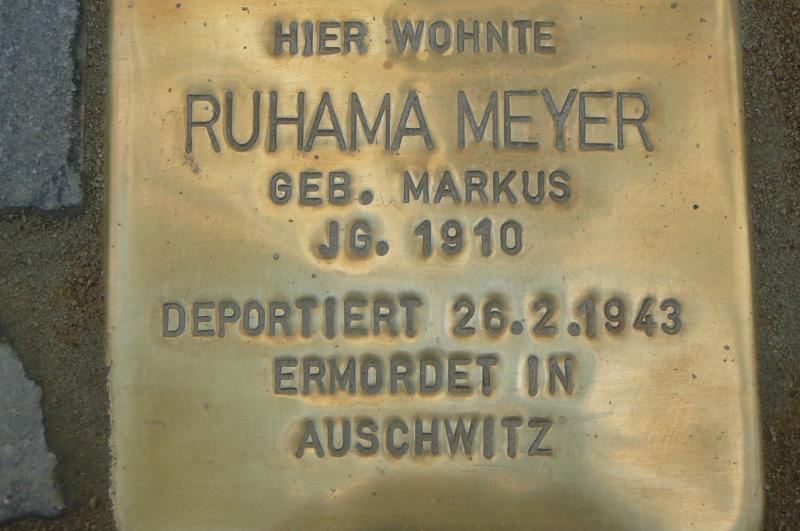 HIER WOHNTE
RUHAMA MEYER
GEB. MARKUS
JG. 1910
DEPORTIERT 26.2.1943
ERMORDET IN
AUSCHWITZ